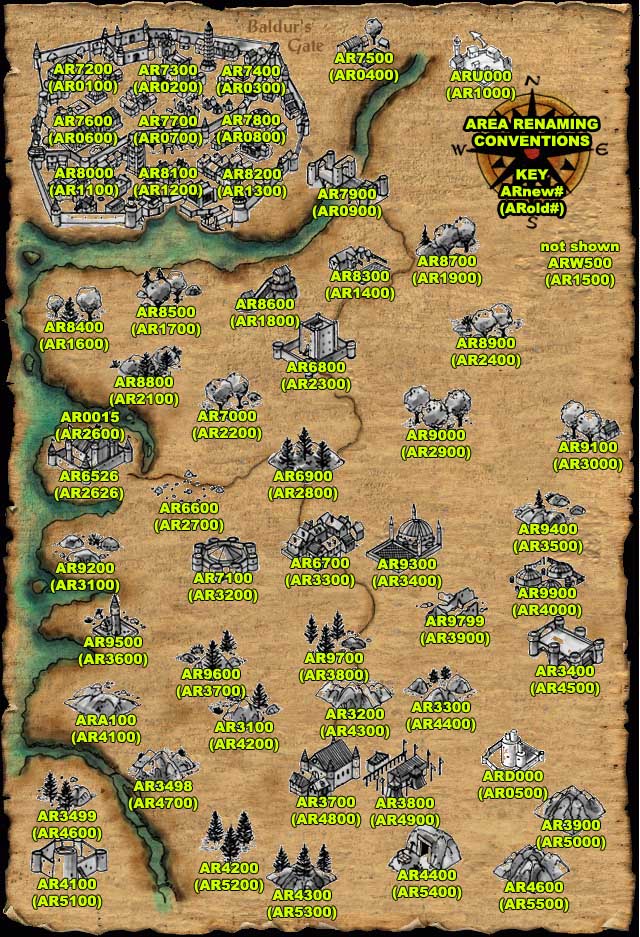 Baldur's
Gate
AR7200
(AR0100)
AR7300
(AR0200)
AR7400
(AR0300)
AR7500
(AR0400)
ARU000
(AR1000)
AR7600
(AR0600)
AR7700
(AR0700)
AR7800
(AR0800)
N
W
E
S
AREA RENAMING
CONVENTIONS
KEY
ARnew#
(ARold#)
AR8000
(AR1100)
AR8100
(AR1200)
AR8200
(AR1300)
AR7900
(AR0900)
not shown
ARW500
(AR1500)
AR8700
(AR1900)
AR8300
(AR1400)
AR8600
(AR1800)
AR8500
(AR1700)
AR8400
(AR1600)
AR8900
(AR2400)
AR6800
(AR2300)
AR8800
(AR2100)
AR7000
(AR2200)
AR0015
(AR2600)
AR9000
(AR2900)
AR9100
(AR3000)
AR6526
(AR2626)
AR6900
(AR2800)
AR6600
(AR2700)
AR9400
(AR3500)
AR9200
(AR3100)
AR7100
(AR3200)
AR6700
(AR3300)
AR9300
(AR3400)
AR9900
(AR4000)
AR9799
(AR3900)
AR9500
(AR3600)
AR9600
(AR3700)
AR9700
(AR3800)
AR3400
(AR4500)
ARA100
(AR4100)
AR3100
(AR4200)
AR3200
(AR4300)
AR3300
(AR4400)
AR3498
(AR4700)
ARD000
(AR0500)
AR3499
(AR4600)
AR3700
(AR4800)
AR3800
(AR4900)
AR3900
(AR5000)
AR4100
(AR5100)
AR4200
(AR5200)
AR4300
(AR5300)
AR4400
(AR5400)
AR4600
(AR5500)